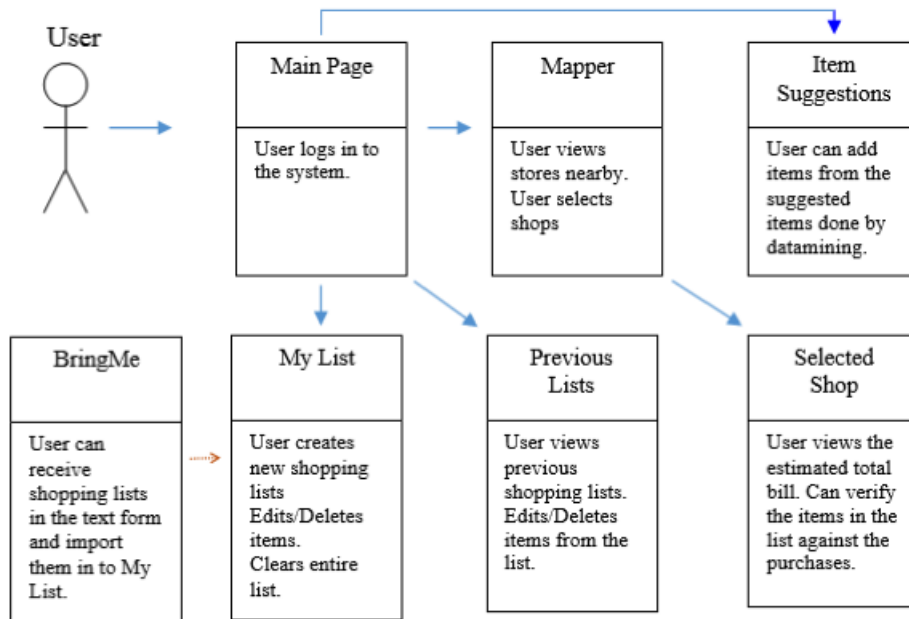 User
Main Page
User logs in to
the system.
Mapper
User views
stores nearby.
User selects
shops
Item
Suggestions
User can add
items from the
suggested
items done by
datamining.
BringMe
User can
receive
shopping lists
in the text form
and import
them in to My
List.
My List
User creates
new shopping
lists
Edits/Deletes
items.
Clears entire
list.
Previous
Lists
User views
previous
shopping lists.
Edits/Deletes
items from the
list.
Selected
Shop
User views the
estimated total
bill. Can verify
the items in the
list against the
purchases.